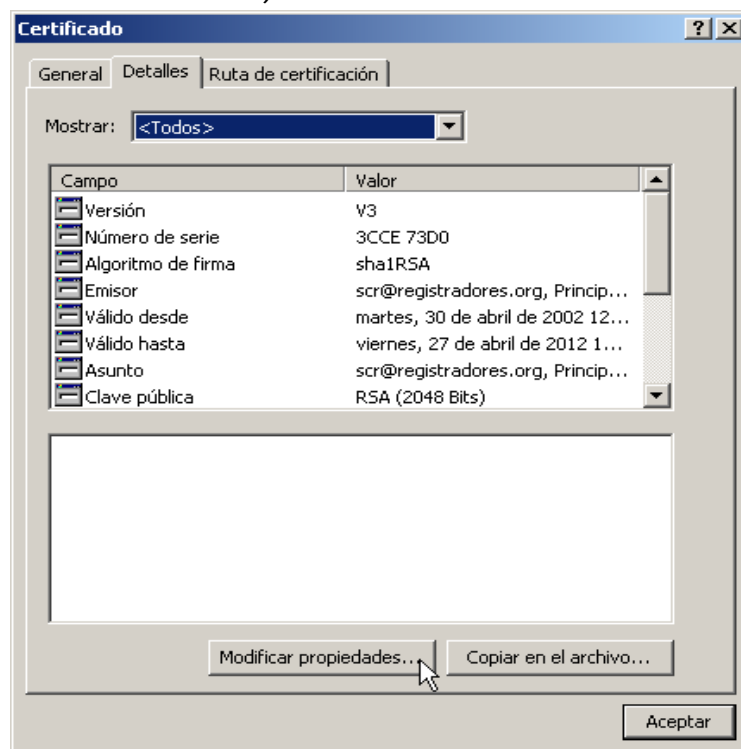 Certificado
General Detalles Ruta de certificación
Mostrar: <Todos>
Campo Valor
Versión V3
Número de serie 3CCE 73D0
Algoritmo de firma sha1RSA
Emisor scr@registradores.org, Princip...
Válido desde martes, 30 de abril de 2002 12...
Válido hasta viernes, 27 de abril de 2012 1...
Asunto scr@registradores.org, Princip...
Clave pública RSA (2048 Bits)
Modificar propiedades... Copiar en el archivo...
Aceptar